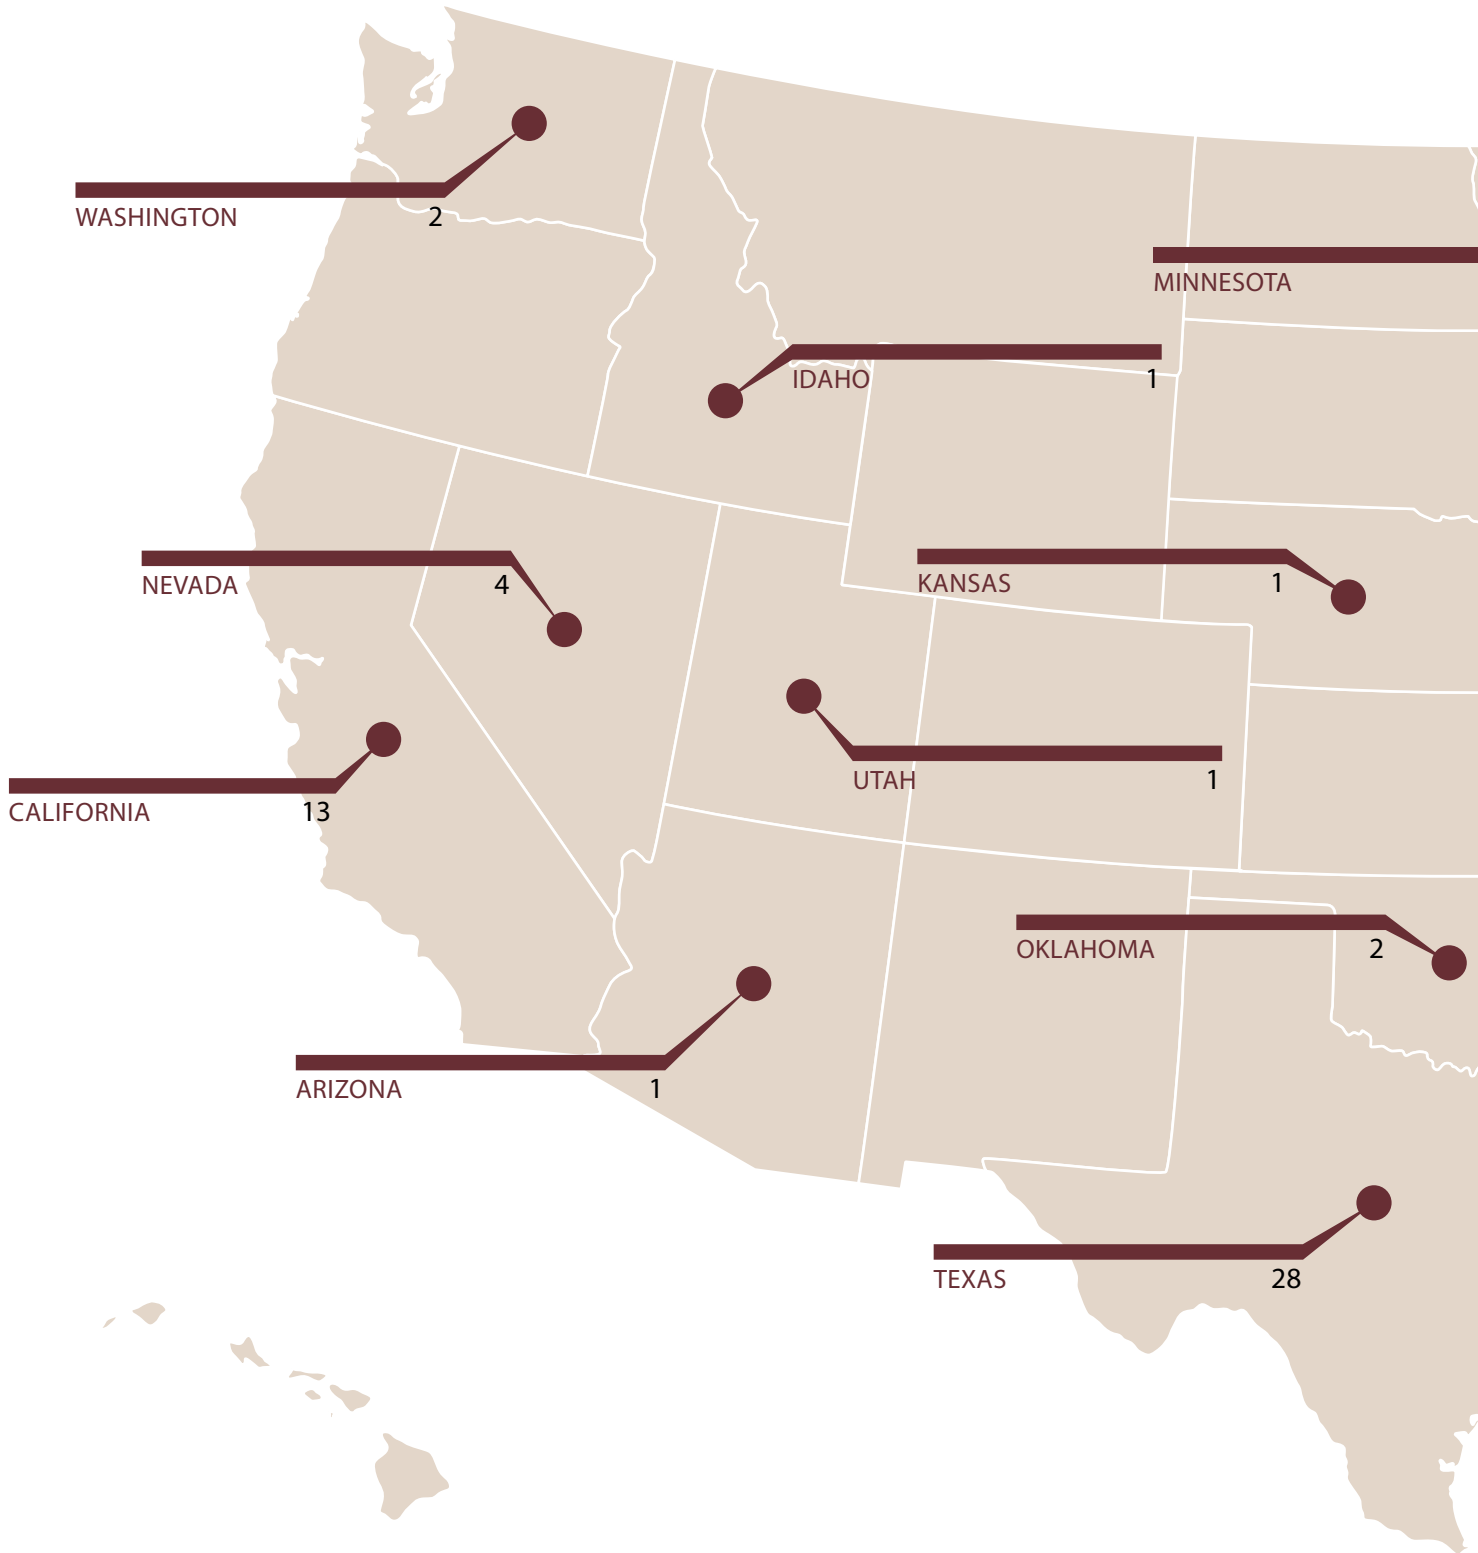 WASHINGTON 2
MINNESOTA
IDAHO 1
NEVADA 4
KANSAS 1
UTAH 1
CALIFORNIA 13
OKLAHOMA 2
ARIZONA 1
TEXAS 28